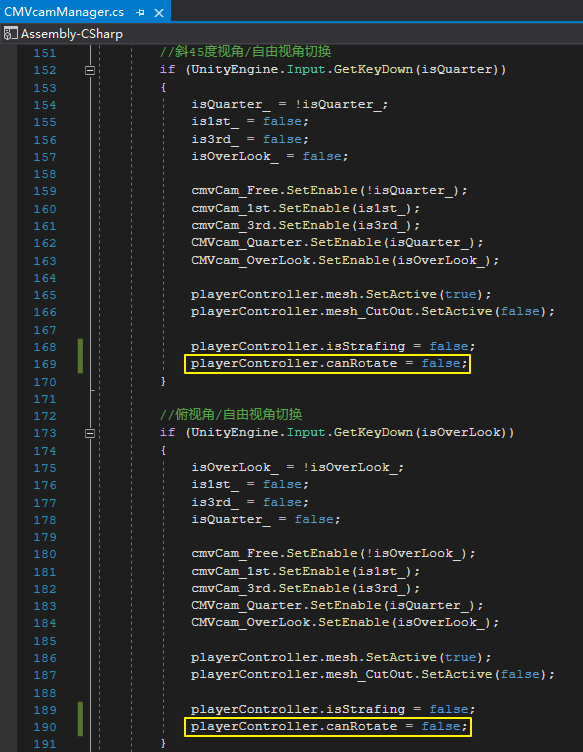 CMVcamManager.cs
Assembly-CSharp
151 //斜45度视角/自由视角切换
152 if (UnityEngine.Input.GetKeyDown(isQuarter))
153 {
154 isQuarter_ = !isQuarter_;
155 is1st_ = false;
156 is3rd_ = false;
157 isOverLook_ = false;
158
159 cmvCam_Free.SetEnable(!isQuarter_);
160 cmvCam_1st.SetEnable(is1st_);
161 cmvCam_3rd.SetEnable(is3rd_);
162 CMVcam_Quarter.SetEnable(isQuarter_);
163 CMVcam_OverLook.SetEnable(isOverLook_);
164
165 playerController.mesh.SetActive(true);
166 playerController.mesh_CutOut.SetActive(false);
167
168 playerController.isStrafing = false;
169 playerController.canRotate = false;
170 }
171
172 //俯视角/自由视角切换
173 if (UnityEngine.Input.GetKeyDown(isOverLook))
174 {
175 isOverLook_ = !isOverLook_;
176 is1st_ = false;
177 is3rd_ = false;
178 isQuarter_ = false;
179
180 cmvCam_Free.SetEnable(!isOverLook_);
181 cmvCam_1st.SetEnable(is1st_);
182 cmvCam_3rd.SetEnable(is3rd_);
183 CMVcam_Quarter.SetEnable(isQuarter_);
184 CMVcam_OverLook.SetEnable(isOverLook_);
185
186 playerController.mesh.SetActive(true);
187 playerController.mesh_CutOut.SetActive(false);
188
189 playerController.isStrafing = false;
190 playerController.canRotate = false;
191 }